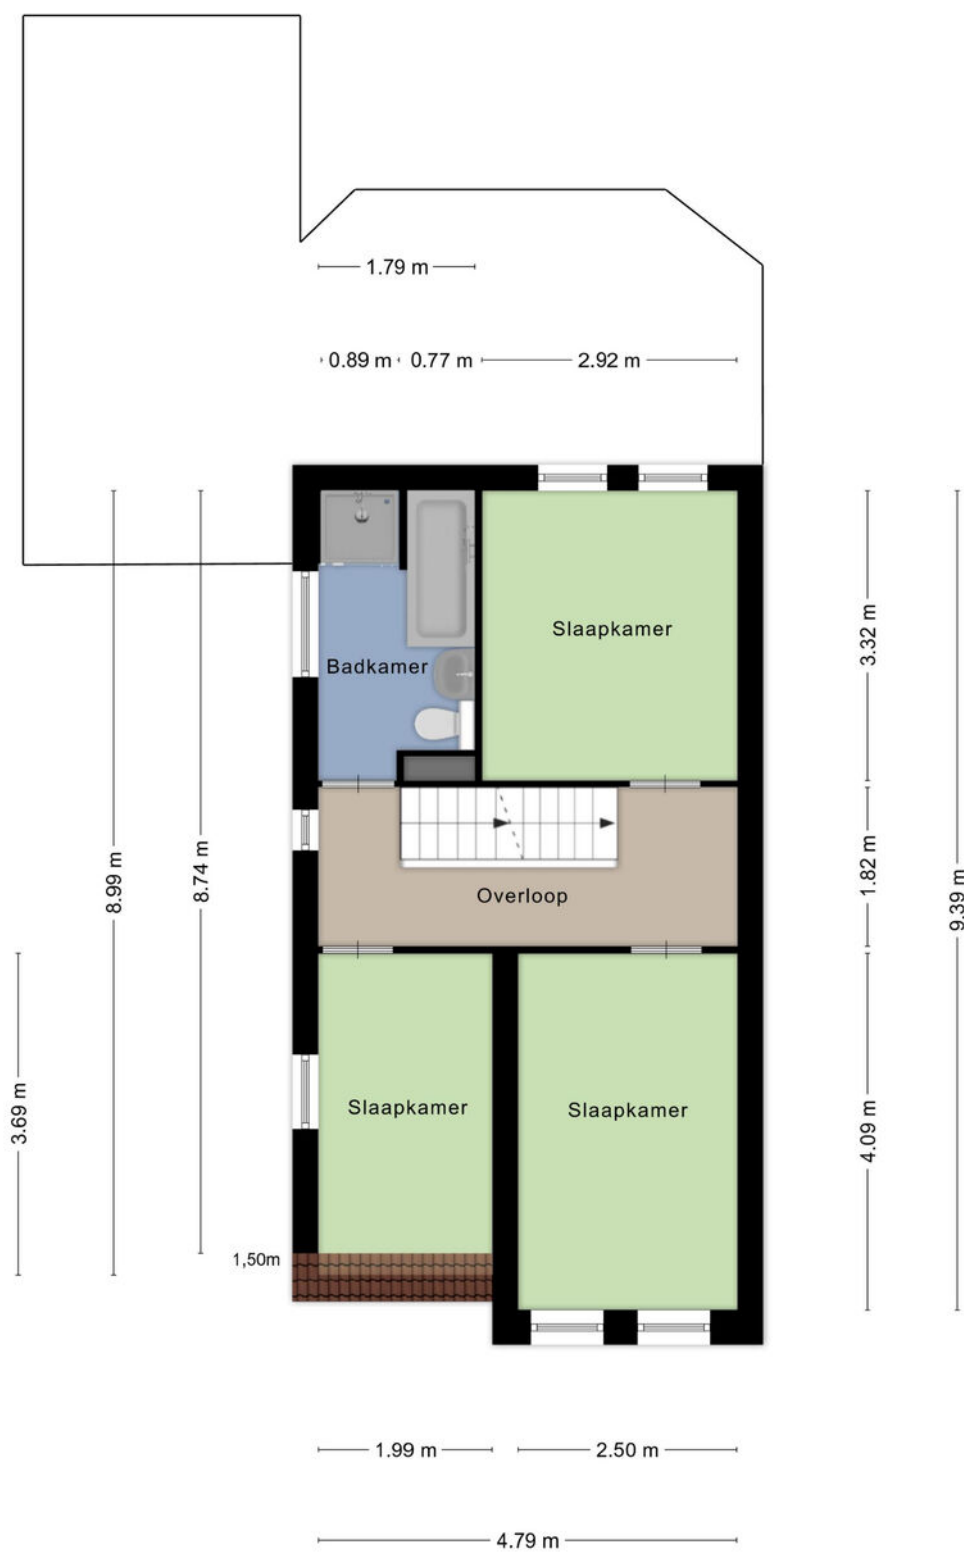 1.79 m
0.89 m
0.77 m
2.92 m
Slaapkamer
3.32 m
Badkamer
8.99 m
8.74 m
1.82 m
9.39 m
Overloop
3.69 m
Slaapkamer
Slaapkamer
4.09 m
1,50m
1.99 m
2.50 m
4.79 m